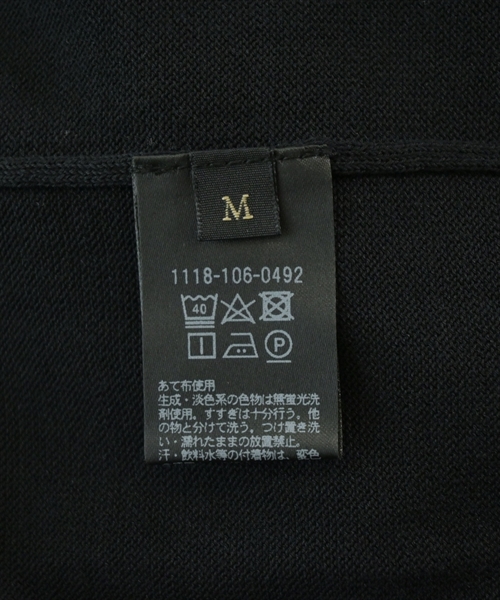 M
1118-106-0492
40
P
あて布使用
生成・淡色系の色物は無蛍光洗
剤使用。すすぎは十分行う。他
の物と分けて洗う。つけ置き洗
い・濡れたままの放置禁止。
汗・飲料水等の付着物は、変色